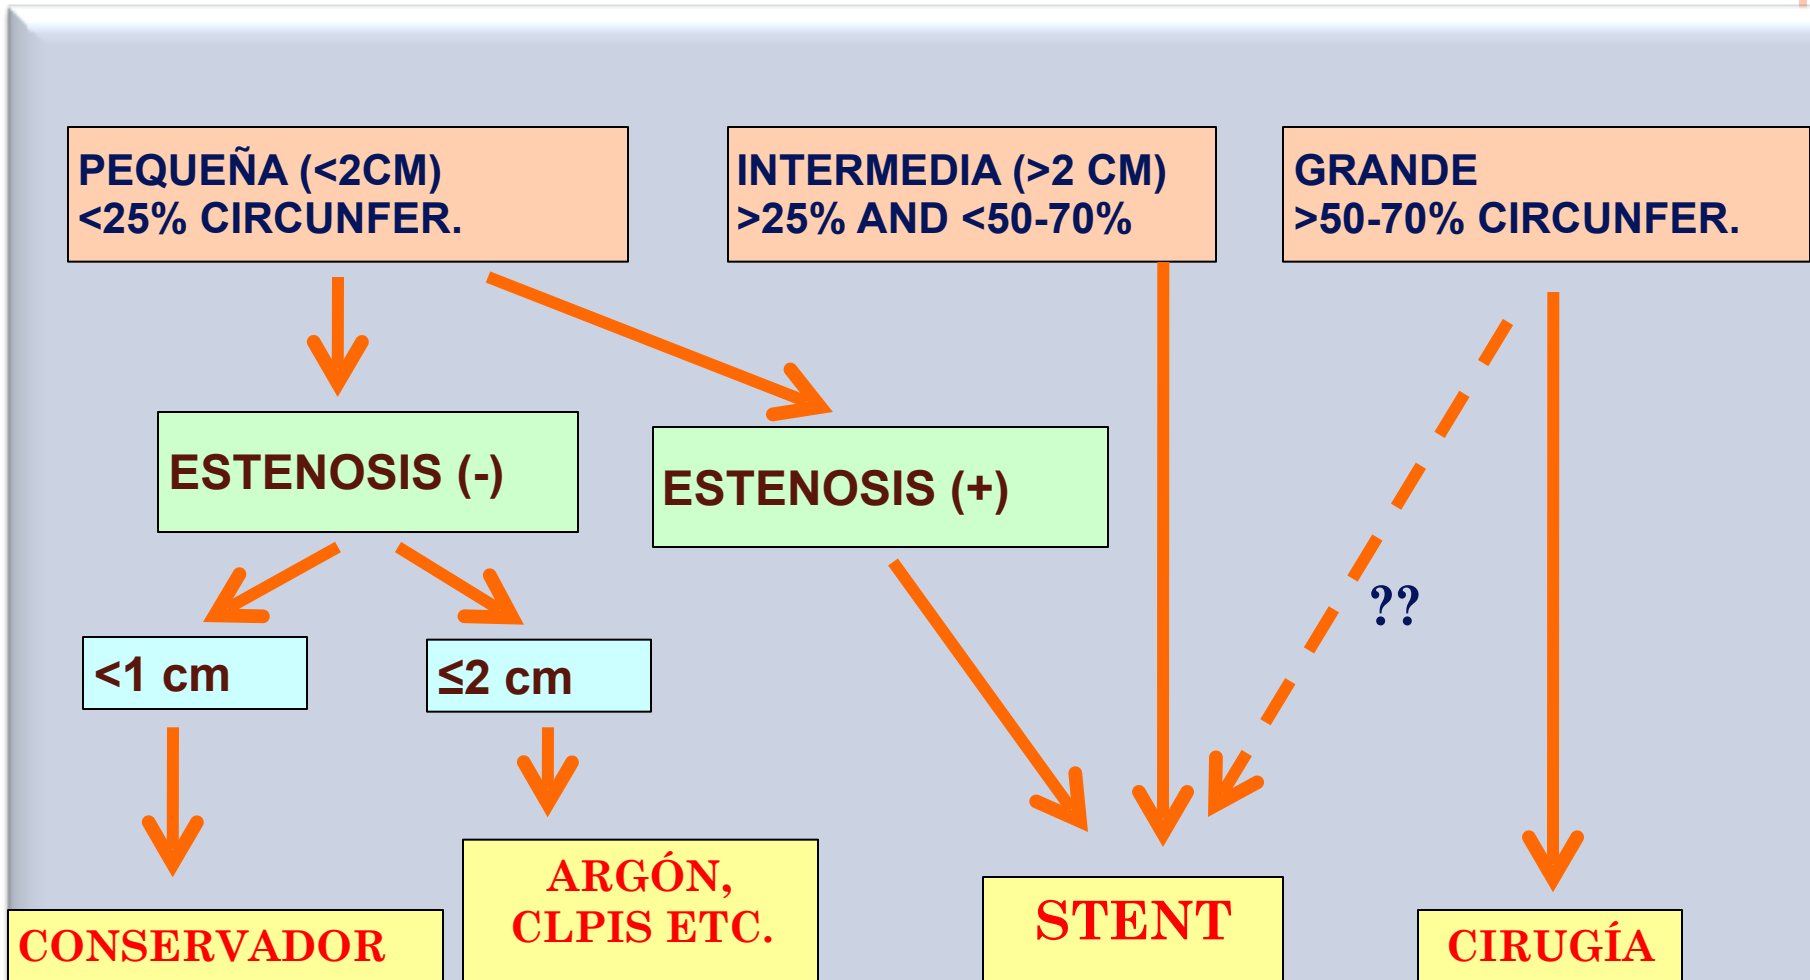 PEQUEÑA (<2CM)
<25% CIRCUNFER.
INTERMEDIA (>2 CM)
>25% AND <50-70%
GRANDE
>50-70% CIRCUNFER.
ESTENOSIS (-)
ESTENOSIS (+)
??
<1 cm
≤2 cm
CONSERVADOR
ARGÓN,
CLPIS ETC.
STENT
CIRUGÍA